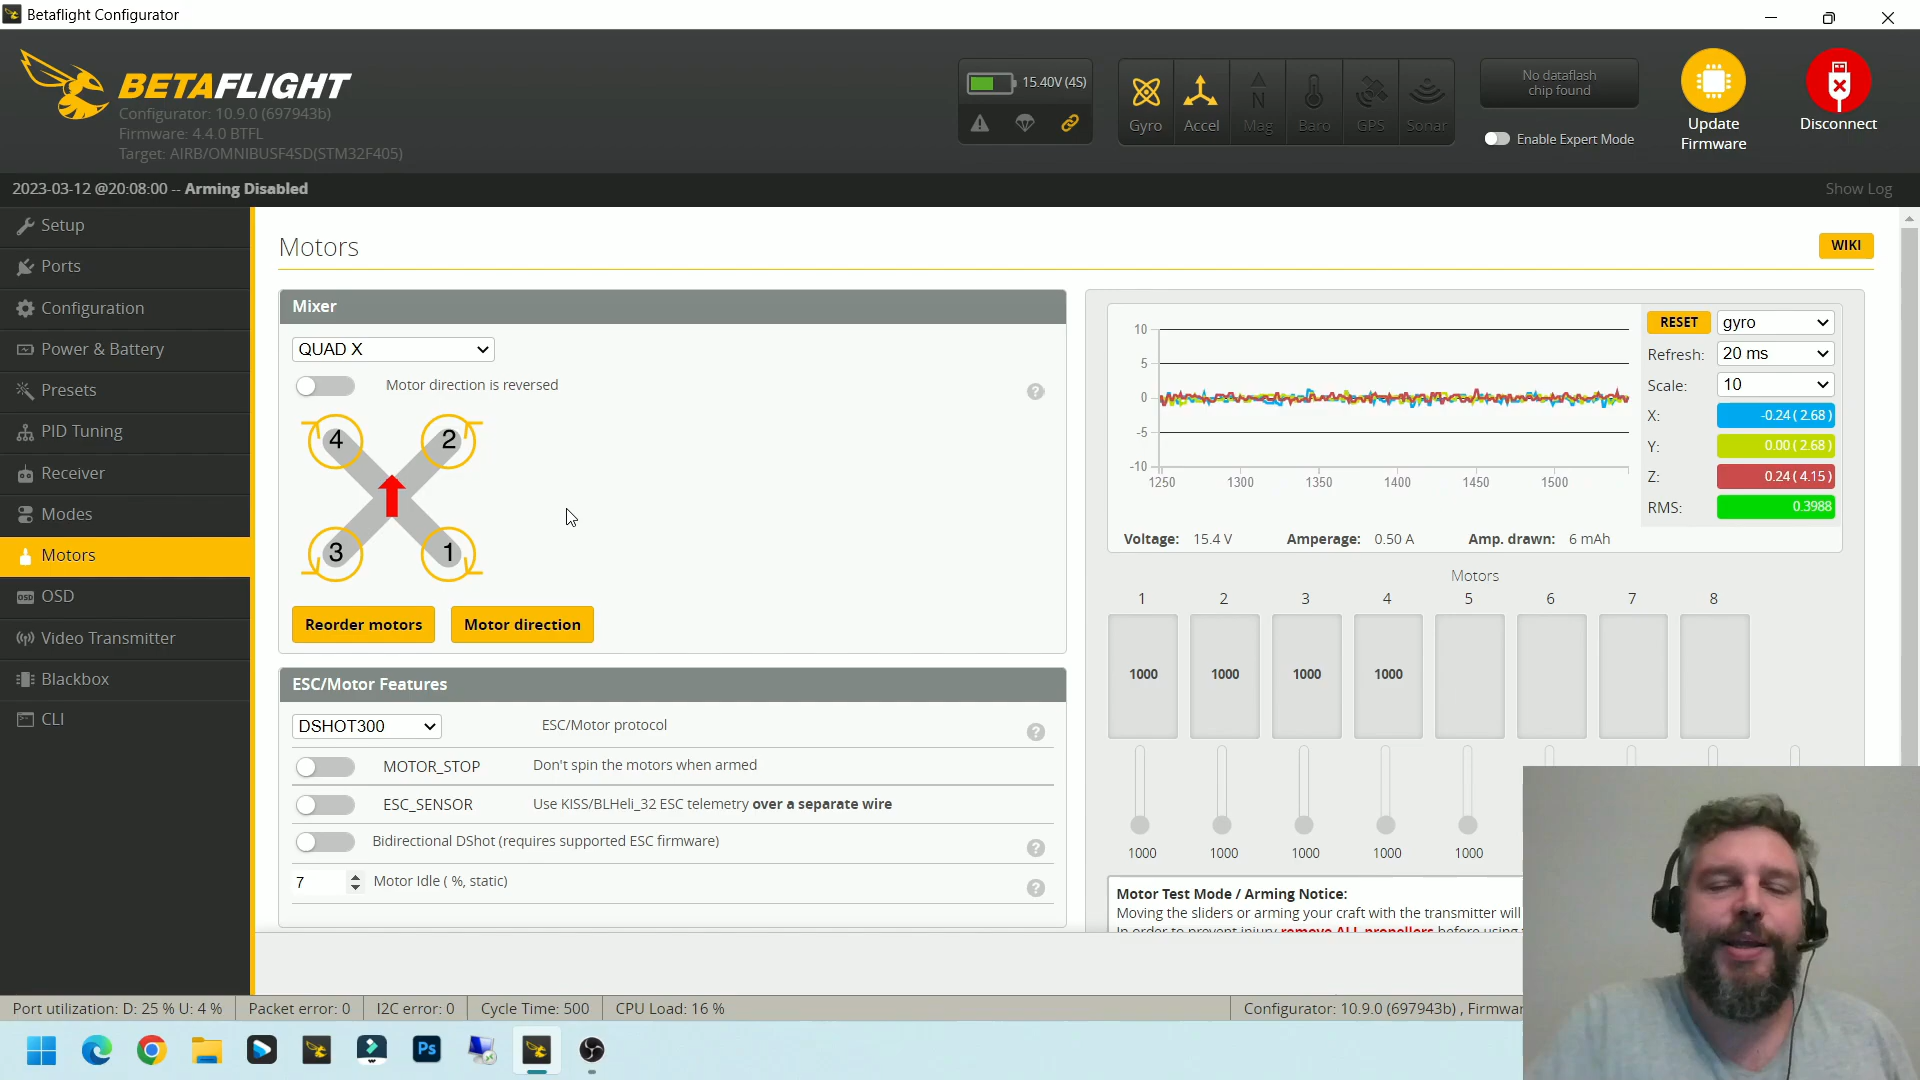 Betaflight Configurator
BETAFLIGHT
Configurator: 10.9.0 (697943b)
Firmware: 4.4.0 BTFL
Target: AIRB/OMNIBUSF4SD(STM32F405)
15.40V (4S)
Gyro
Accel
Mag
Baro
GPS
Sonar
No dataflash
chip found
Enable Expert Mode
Update
Firmware
Disconnect
2023-03-12 @20:08:00 -- Arming Disabled
Show Log
Setup
Ports
Configuration
Power & Battery
Presets
PID Tuning
Receiver
Modes
Motors
OSD
Video Transmitter
Blackbox
CLI
Motors
WIKI
Mixer
QUAD X
Motor direction is reversed
?
4
2
3
1
Reorder motors
Motor direction
ESC/Motor Features
DSHOT300
ESC/Motor protocol
?
MOTOR_STOP
Don't spin the motors when armed
ESC_SENSOR
Use KISS/BLHeli_32 ESC telemetry over a separate wire
Bidirectional DShot (requires supported ESC firmware)
?
7
Motor Idle ( %, static)
?
10
5
0
-5
-10
1250
1300
1350
1400
1450
1500
RESET
gyro
Refresh:
20 ms
Scale:
10
X:
-0.24 ( 2.68 )
Y:
0.00 ( 2.68 )
Z:
0.24 ( 4.15 )
RMS:
0.3988
Voltage: 15.4 V
Amperage: 0.50 A
Amp. drawn: 6 mAh
Motors
1 2 3 4 5 6 7 8
1000 1000 1000 1000
1000 1000 1000 1000 1000
Motor Test Mode / Arming Notice:
Moving the sliders or arming your craft with the transmitter will
In order to prevent injury remove ALL propellers before using
Port utilization: D: 25 % U: 4 %
Packet error: 0
I2C error: 0
Cycle Time: 500
CPU Load: 16 %
Configurator: 10.9.0 (697943b) , Firmwar
Ps